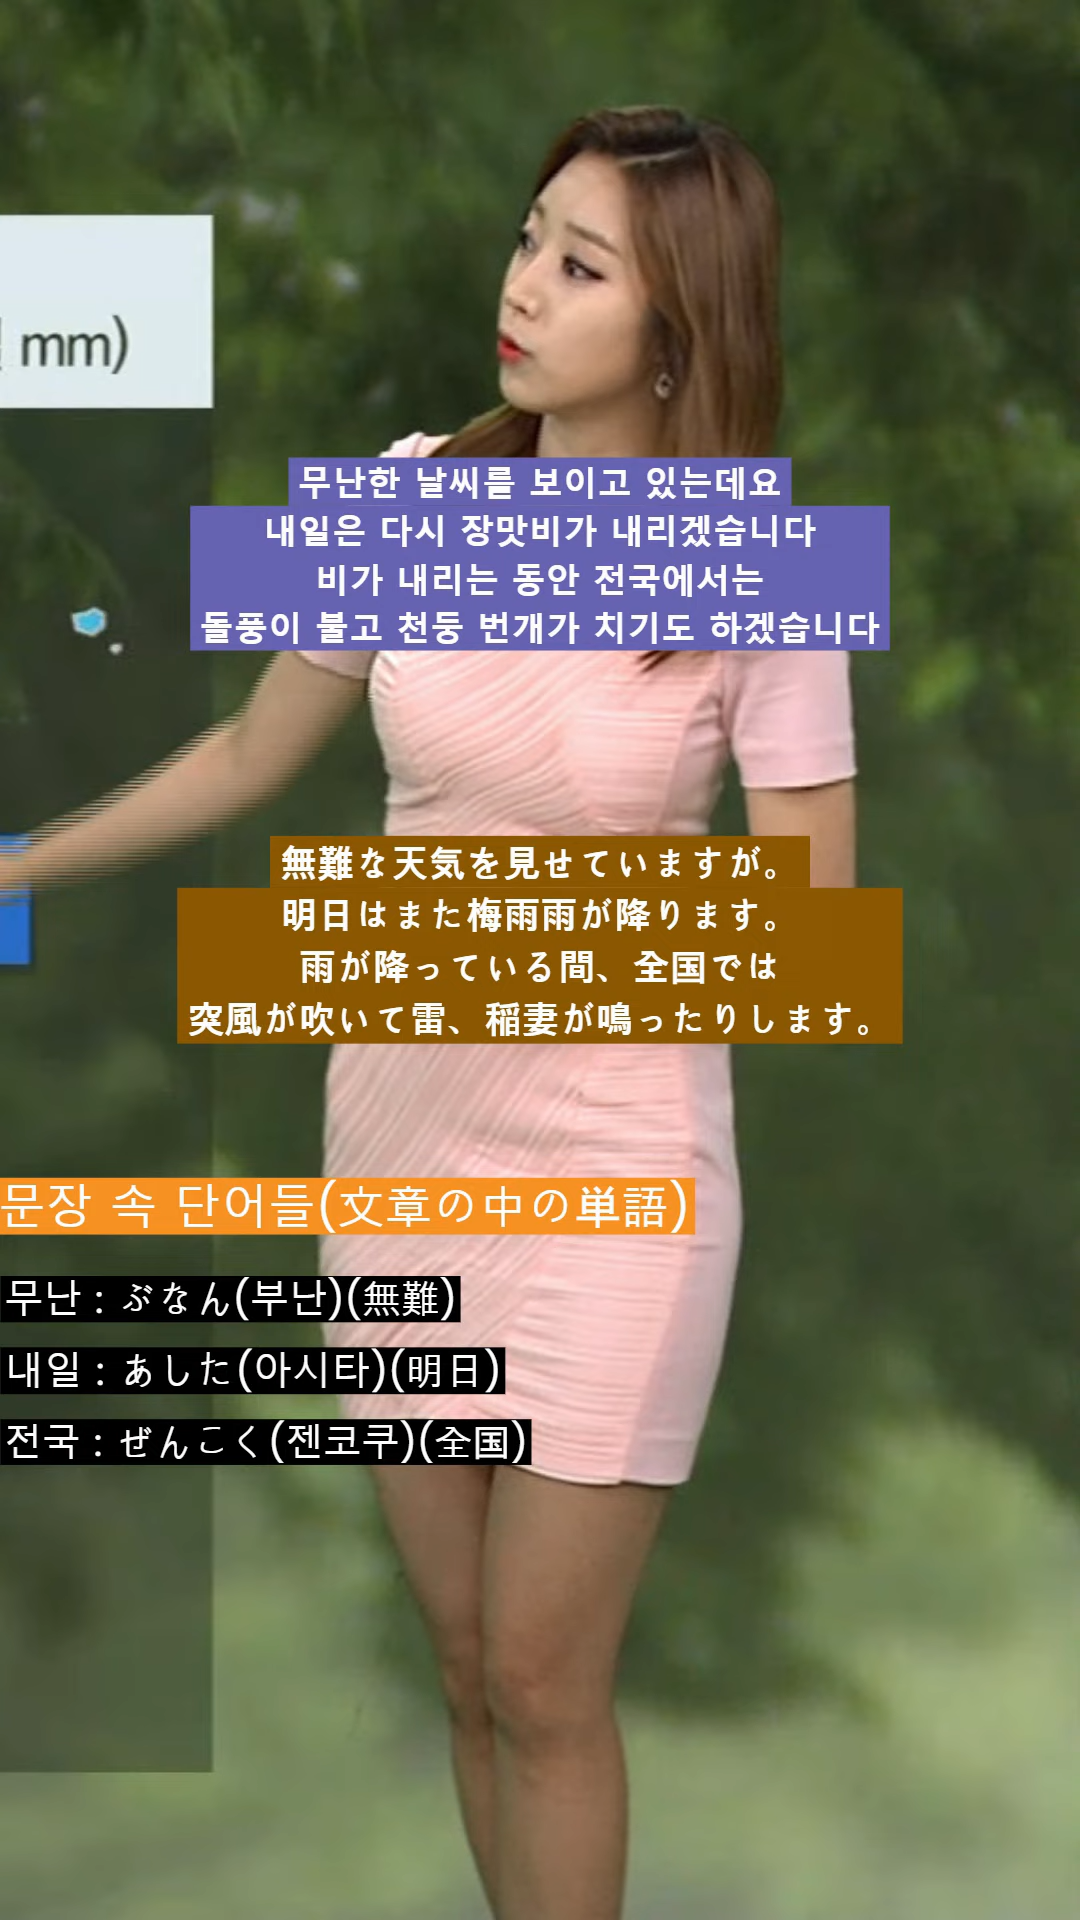 mm)
무난한 날씨를 보이고 있는데요
내일은 다시 장맛비가 내리겠습니다
비가 내리는 동안 전국에서는
돌풍이 불고 천둥 번개가 치기도 하겠습니다
無難な天気を見せていますが。
明日はまた梅雨雨が降ります。
雨が降っている間、全国では
突風が吹いて雷、稲妻が鳴ったりします。
문장 속 단어들(文章の中の単語)
무난 : ぶなん(부난)(無難)
내일 : あした(아시타)(明日)
전국 : ぜんこく(젠코쿠)(全国)